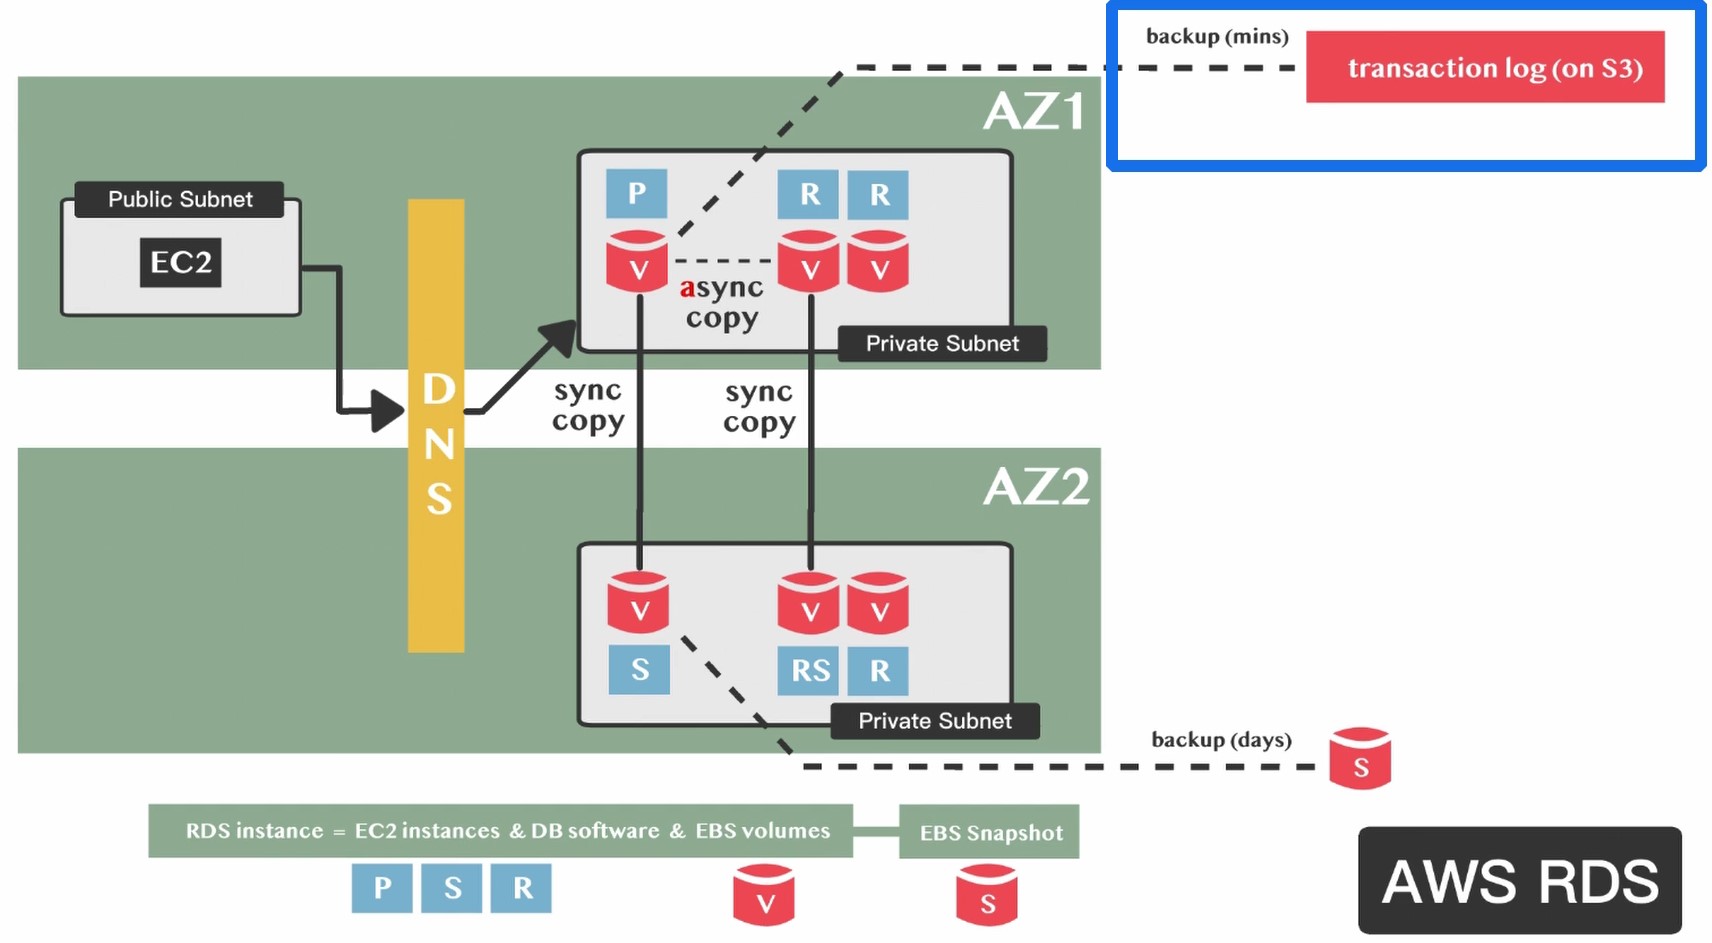 backup (mins)
transaction log (on S3)
AZ1
Public Subnet
EC2
P
R
R
V
V
V
async
copy
Private Subnet
D
N
S
sync
copy
sync
copy
AZ2
V
V
V
S
RS
R
Private Subnet
backup (days)
S
RDS instance = EC2 instances & DB software & EBS volumes
EBS Snapshot
P
S
R
V
S
AWS RDS